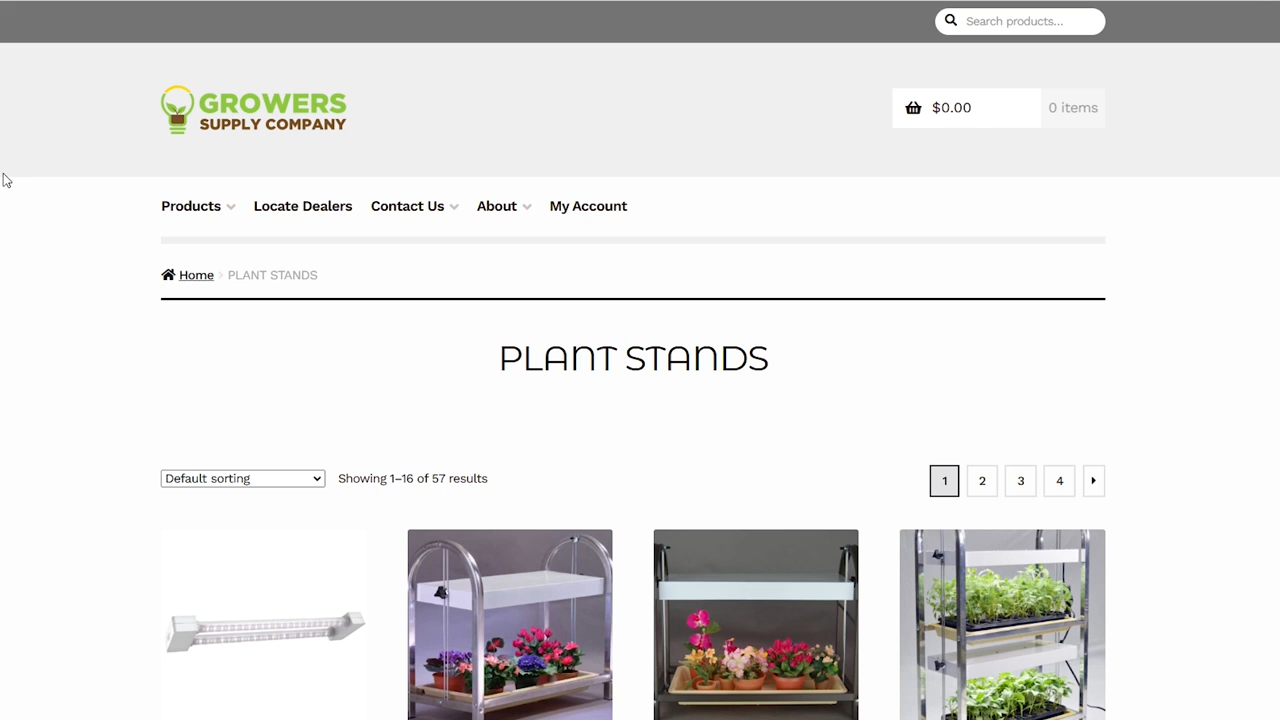 Search products...
GROWERS
SUPPLY COMPANY
$0.00
0 items
Products
Locate Dealers
Contact Us
About
My Account
Home
PLANT STANDS
PLANT STANDS
Default sorting
Showing 1–16 of 57 results
1
2
3
4